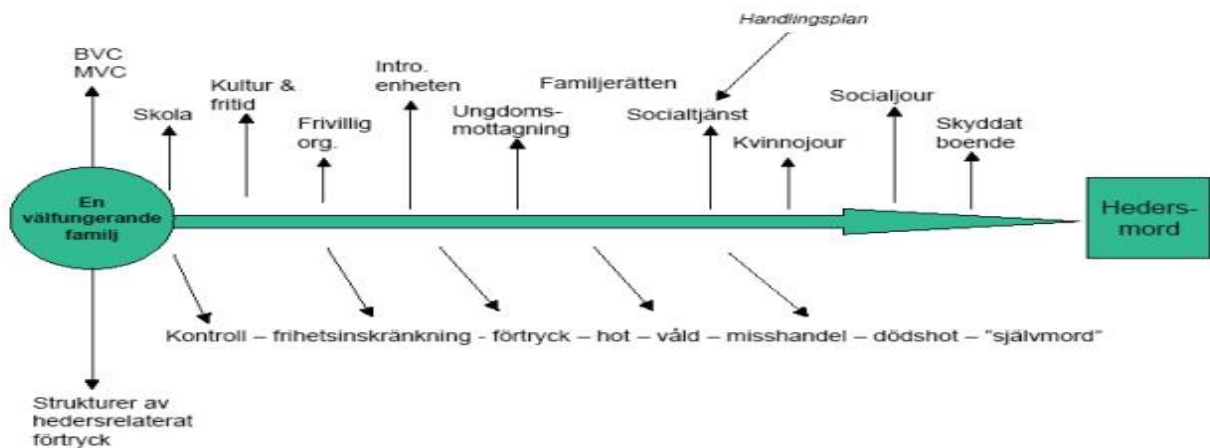 Handlingsplan
BVC
MVC
Skola
Kultur &
fritid
Frivillig
org.
Intro.
enheten
Ungdoms-
mottagning
Familjerätten
Socialtjänst
Kvinnojour
Socialjour
Skyddat
boende
En
välfungerande
familj
Heders-
mord
Kontroll – frihetsinskränkning - förtryck – hot – våld – misshandel – dödshot – "självmord"
Strukturer av
hedersrelaterat
förtryck